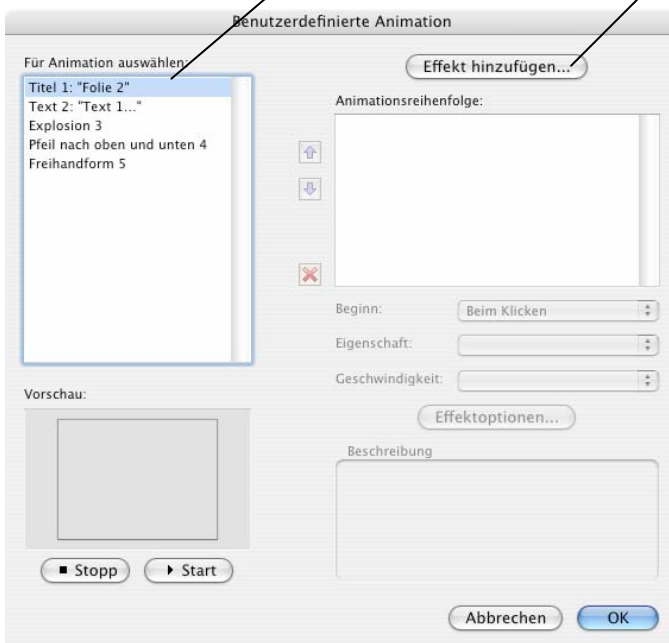 Benutzerdefinierte Animation
Für Animation auswählen:
Titel 1: "Folie 2"
Text 2: "Text 1..."
Explosion 3
Pfeil nach oben und unten 4
Freihandform 5
Vorschau:
Stopp
Start
Effekt hinzufügen...
Animationsreihenfolge:
Beginn:
Beim Klicken
Eigenschaft:
Geschwindigkeit:
Effektoptionen...
Beschreibung
Abbrechen
OK